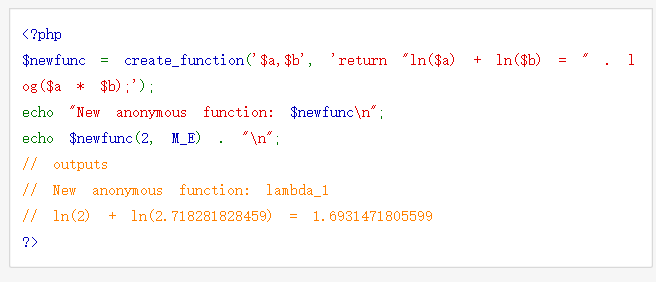 <?php
$newfunc = create_function('$a,$b', 'return "ln($a) + ln($b) = " . l
og($a * $b);');
echo "New anonymous function: $newfunc\n";
echo $newfunc(2, M_E) . "\n";
// outputs
// New anonymous function: lambda_1
// ln(2) + ln(2.718281828459) = 1.6931471805599
?>